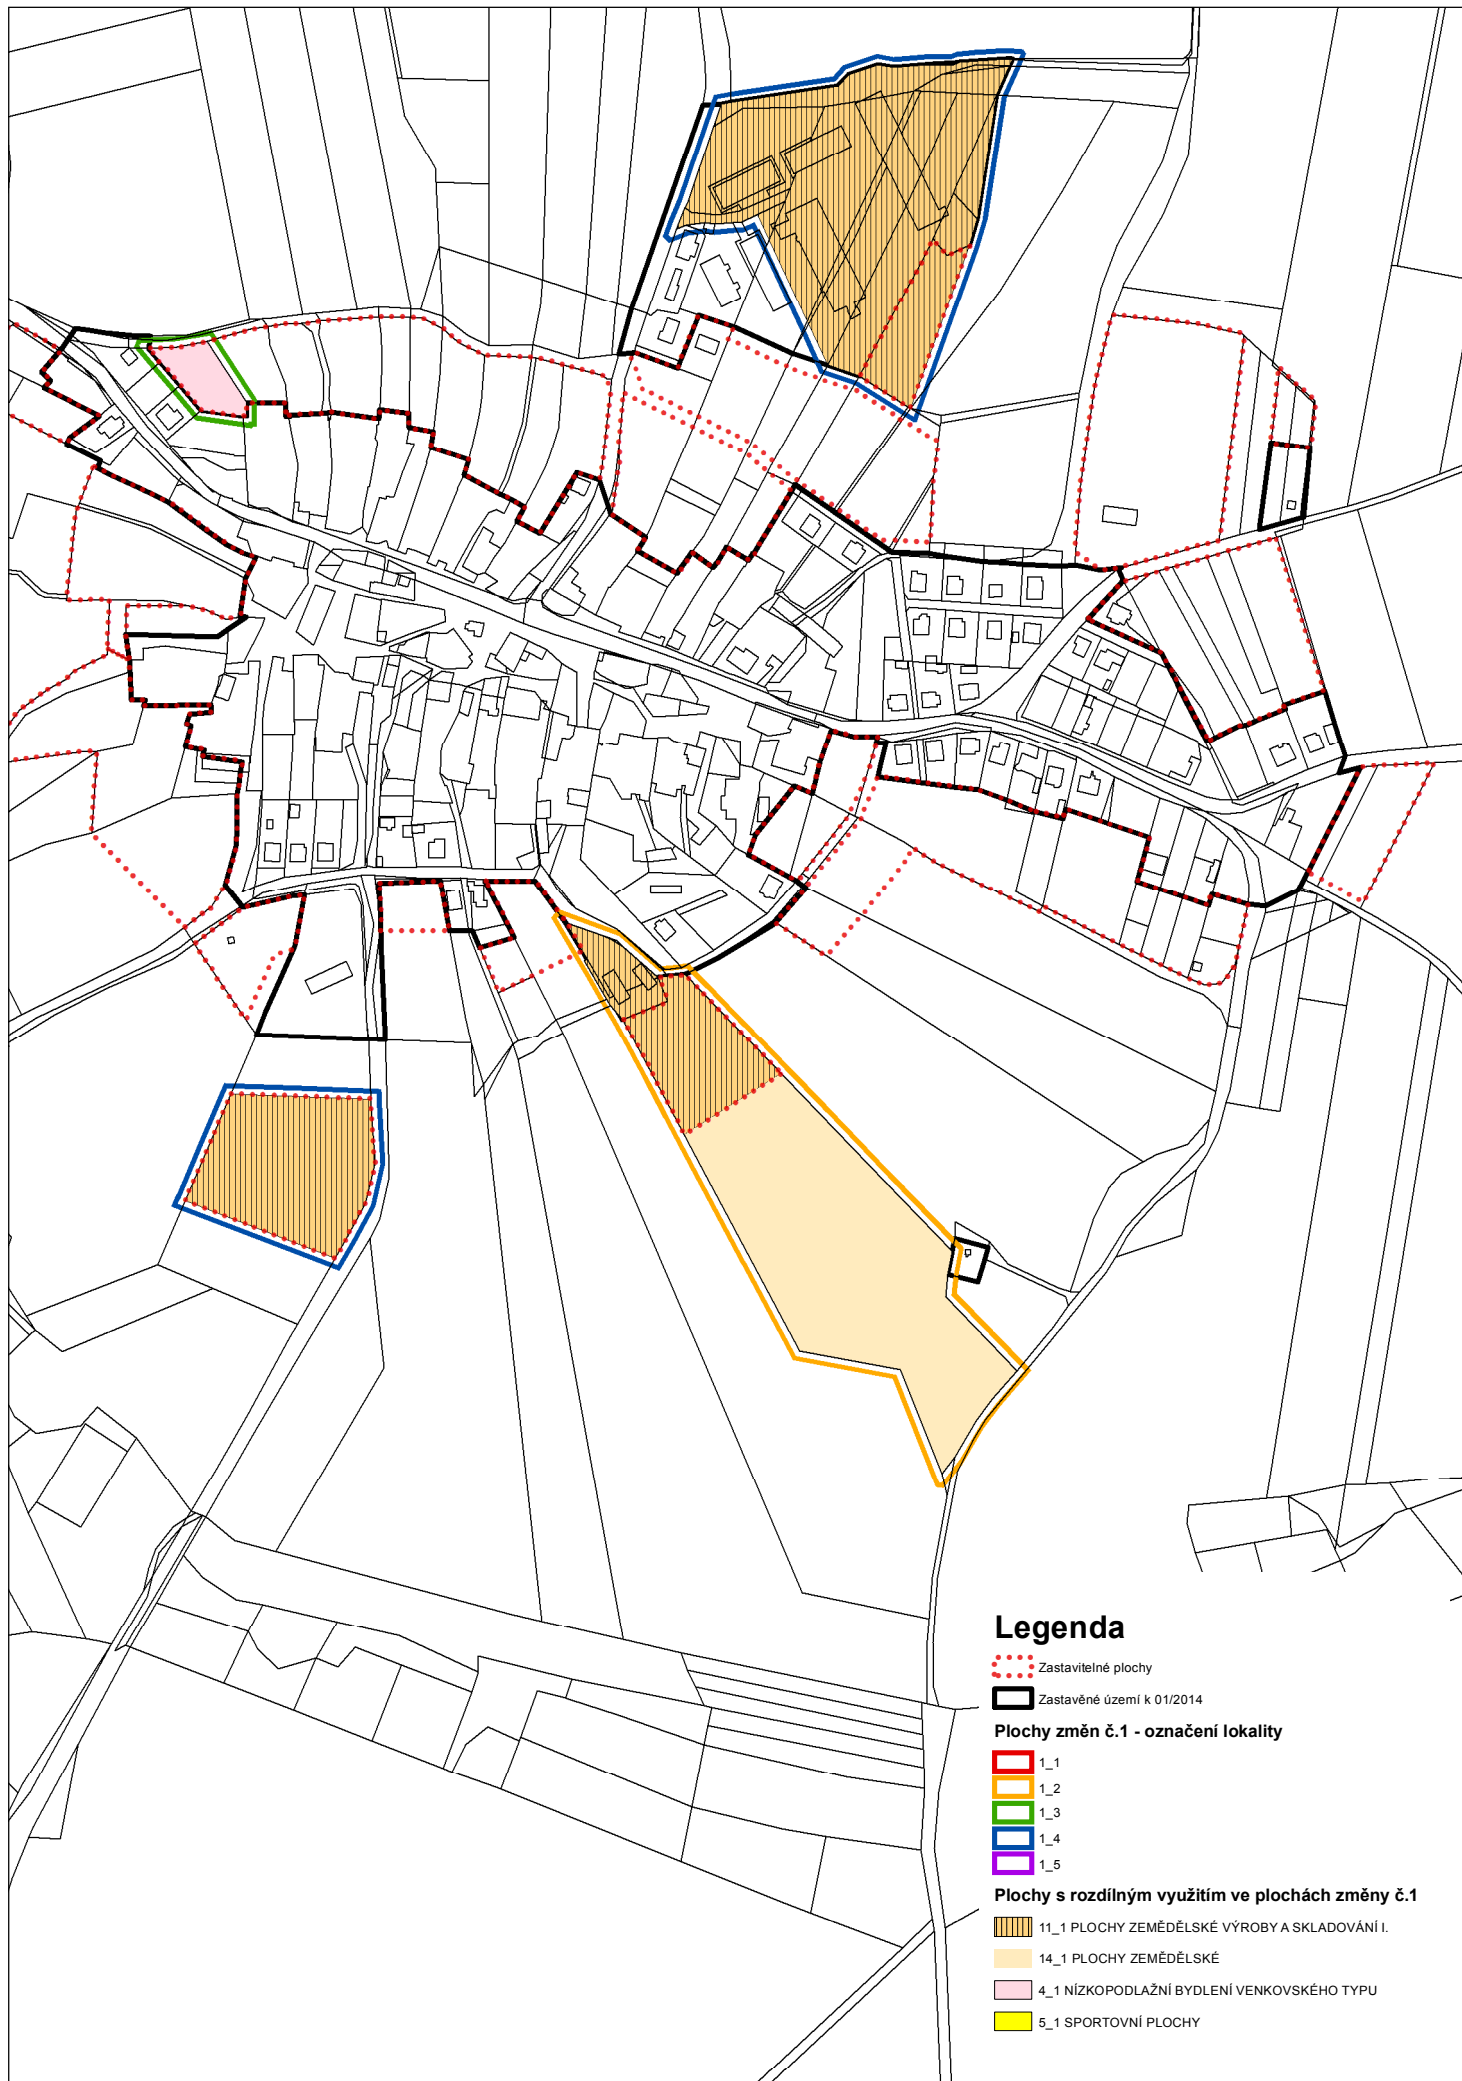 Legenda
Zastavitelné plochy
Zastavěné území k 01/2014
Plochy změn č.1 - označení lokality
1_1
1_2
1_3
1_4
1_5
Plochy s rozdílným využitím ve plochách změny č.1
11_1 PLOCHY ZEMĚDĚLSKÉ VÝROBY A SKLADOVÁNÍ I.
14_1 PLOCHY ZEMĚDĚLSKÉ
4_1 NÍZKOPODLAŽNÍ BYDLENÍ VENKOVSKÉHO TYPU
5_1 SPORTOVNÍ PLOCHY